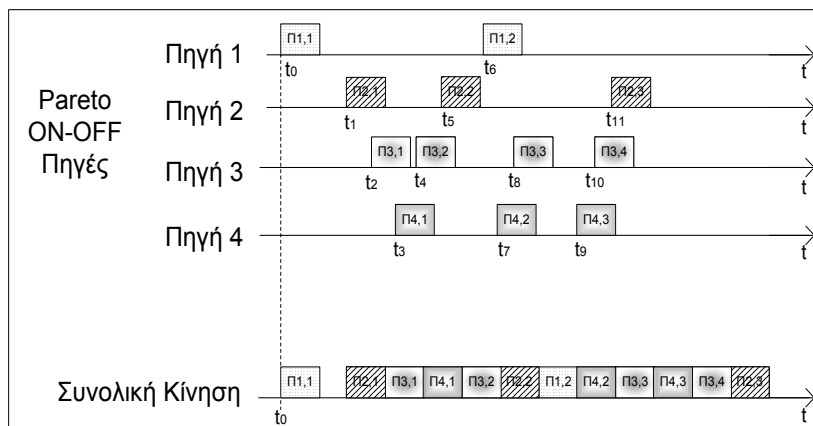 Πηγή 1
Π1,1
Π1,2
t0
t6
t
Pareto
ON-OFF
Πηγές
Πηγή 2
Π2,1
Π2,2
Π2,3
t1
t5
t11
t
Πηγή 3
Π3,1
Π3,2
Π3,3
Π3,4
t2
t4
t8
t10
t
Πηγή 4
Π4,1
Π4,2
Π4,3
t3
t7
t9
t
Συνολική Κίνηση
Π1,1
Π2,1
Π3,1
Π4,1
Π3,2
Π2,2
Π1,2
Π4,2
Π3,3
Π4,3
Π3,4
Π2,3
t0
t